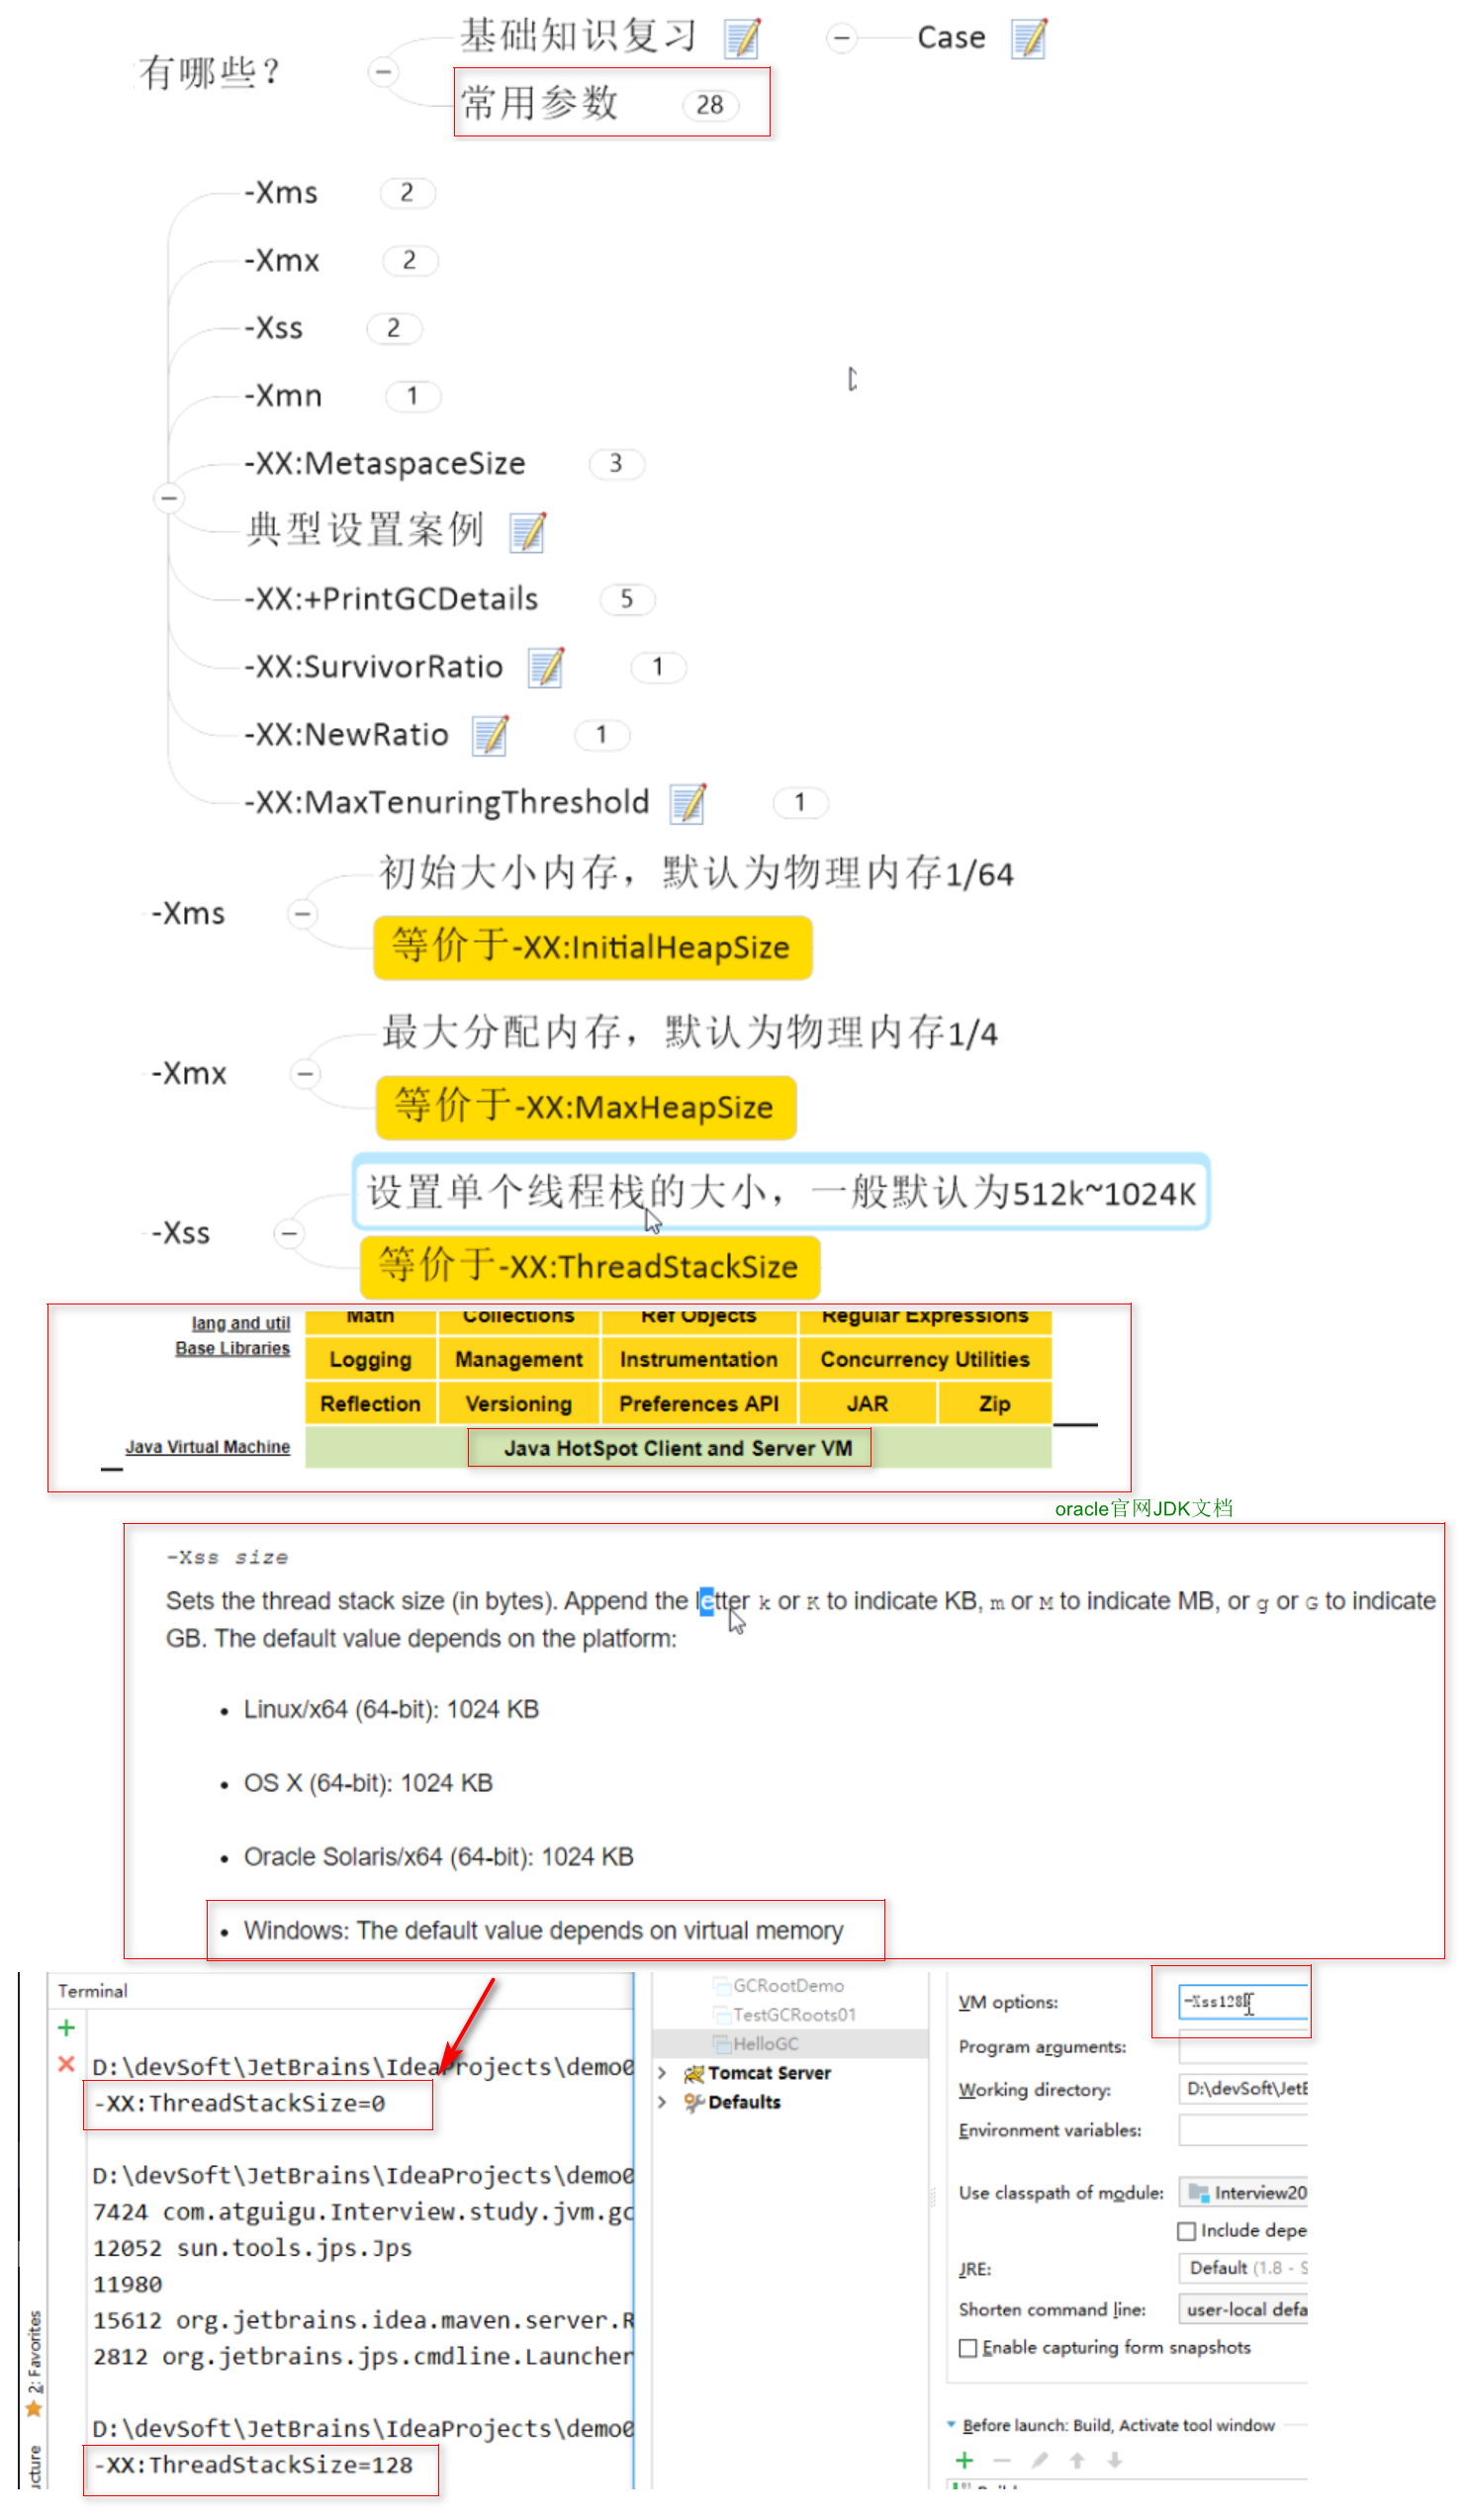 有哪些？
基础知识复习
Case
常用参数 28
-Xms 2
-Xmx 2
-Xss 2
-Xmn 1
-XX:MetaspaceSize 3
典型设置案例
-XX:+PrintGCDetails 5
-XX:SurvivorRatio 1
-XX:NewRatio 1
-XX:MaxTenuringThreshold 1
-Xms
初始大小内存，默认为物理内存1/64
等价于-XX:InitialHeapSize
-Xmx
最大分配内存，默认为物理内存1/4
等价于-XX:MaxHeapSize
-Xss
设置单个线程栈的大小，一般默认为512k~1024K
等价于-XX:ThreadStackSize
lang and util
Base Libraries
Math Collections Ref Objects Regular Expressions
Logging Management Instrumentation Concurrency Utilities
Reflection Versioning Preferences API JAR Zip
Java Virtual Machine
Java HotSpot Client and Server VM
oracle官网JDK文档
-Xss size
Sets the thread stack size (in bytes). Append the letter k or K to indicate KB, m or M to indicate MB, or g or G to indicate
GB. The default value depends on the platform:
• Linux/x64 (64-bit): 1024 KB
• OS X (64-bit): 1024 KB
• Oracle Solaris/x64 (64-bit): 1024 KB
• Windows: The default value depends on virtual memory
Terminal
D:\devSoft\JetBrains\IdeaProjects\demo0
-XX:ThreadStackSize=0
D:\devSoft\JetBrains\IdeaProjects\demo0
7424 com.atguigu.Interview.study.jvm.gc
12052 sun.tools.jps.Jps
11980
15612 org.jetbrains.idea.maven.server.R
2812 org.jetbrains.jps.cmdline.Launcher
D:\devSoft\JetBrains\IdeaProjects\demo0
-XX:ThreadStackSize=128
2: Favorites
ucture
GCRootDemo
TestGCRoots01
HelloGC
Tomcat Server
Defaults
VM options: -Xss128k
Program arguments:
Working directory: D:\devSoft\JetB
Environment variables:
Use classpath of module: Interview20
Include depe
JRE: Default (1.8 - S
Shorten command line: user-local defa
Enable capturing form snapshots
Before launch: Build, Activate tool window